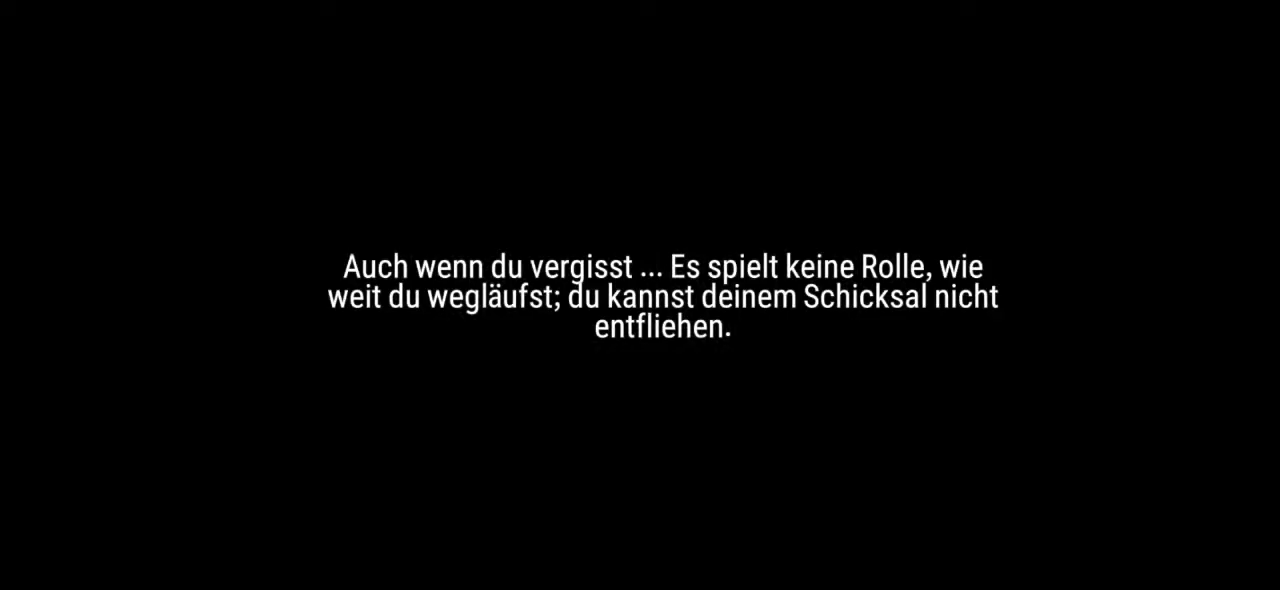 Auch wenn du vergisst ... Es spielt keine Rolle, wie
weit du wegläufst; du kannst deinem Schicksal nicht
entfliehen.